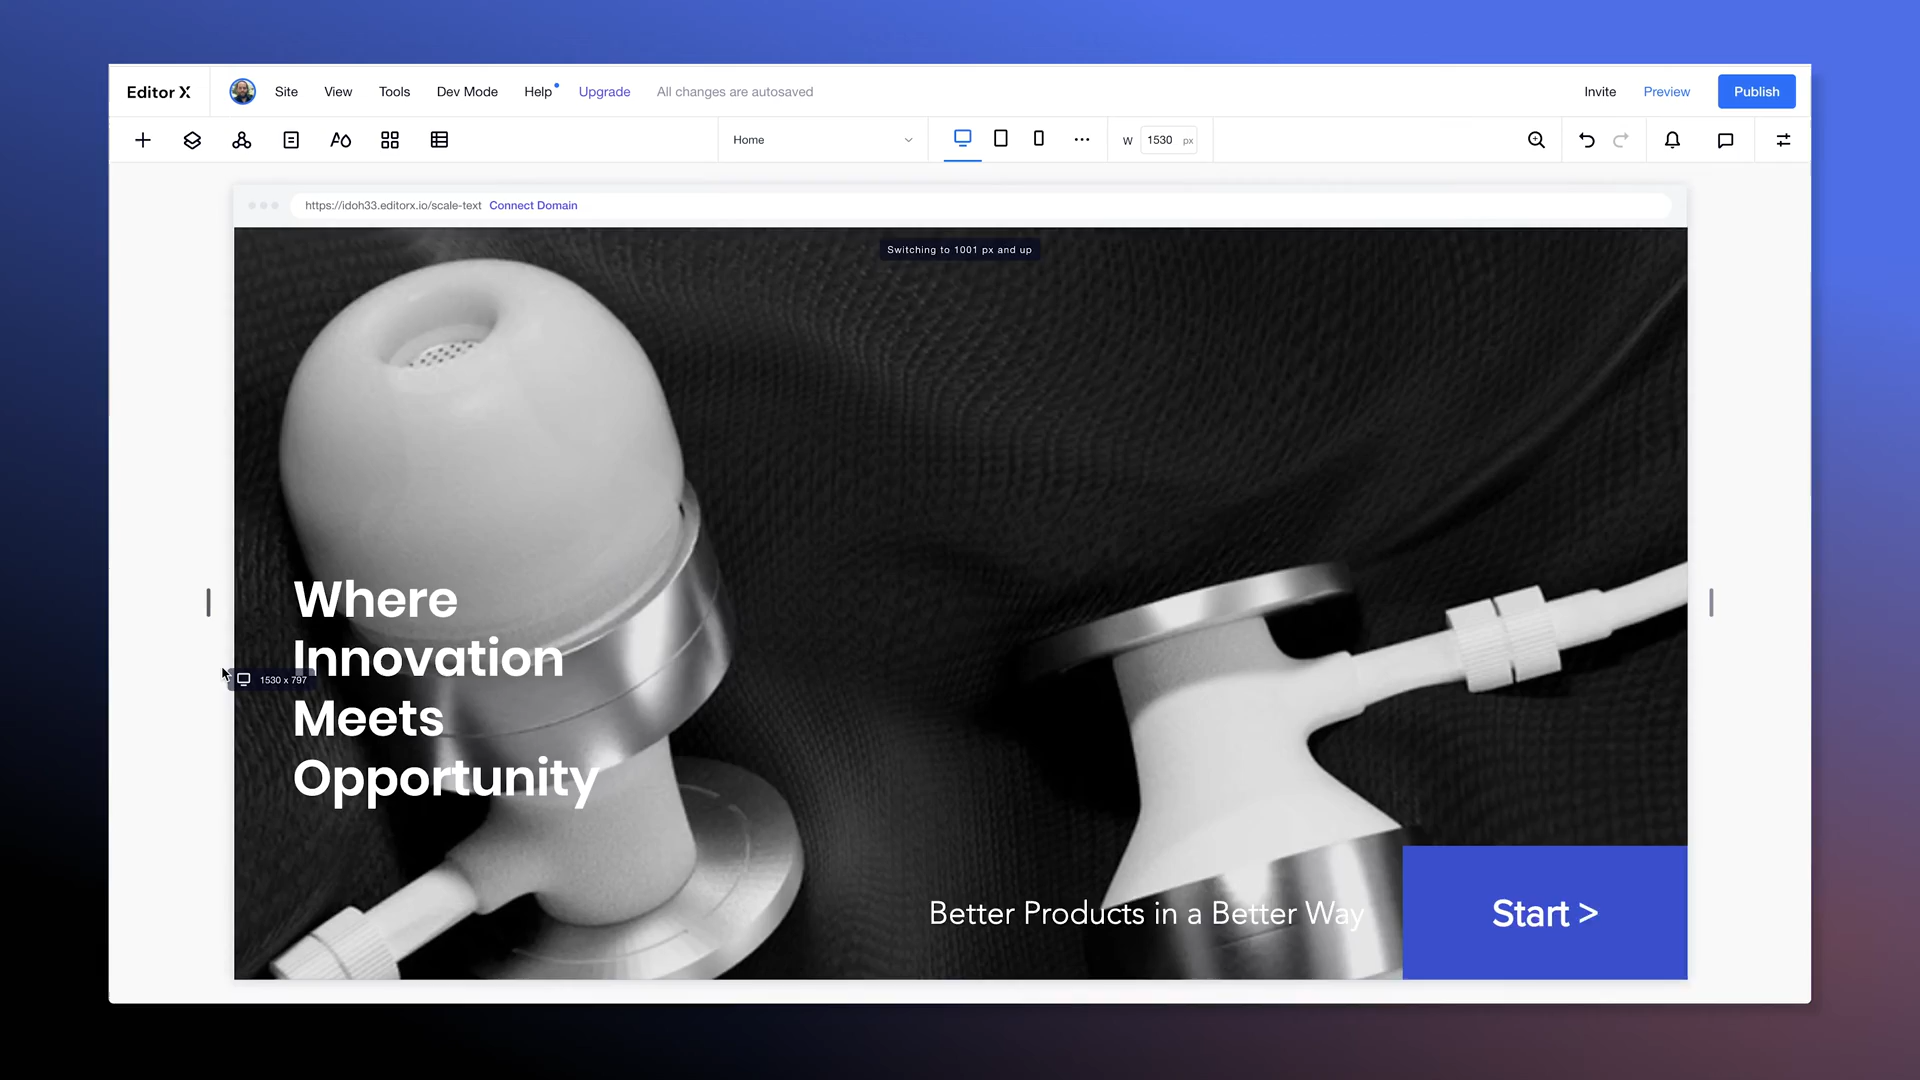 Editor X Site View Tools Dev Mode Help Upgrade All changes are autosaved Invite Preview Publish
Home W 1530 px
https://idoh33.editorx.io/scale-text Connect Domain
Switching to 1001 px and up
Where
Innovation
1530 x 797
Meets
Opportunity
Better Products in a Better Way
Start >